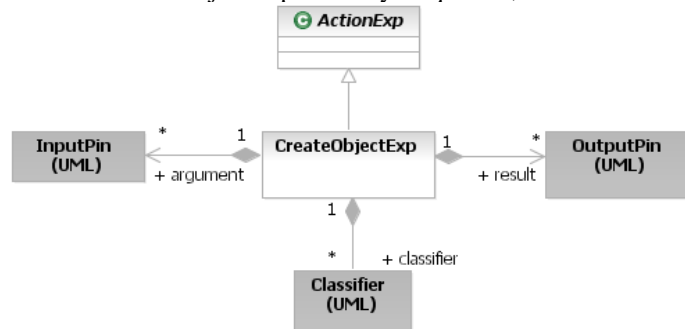 C ActionExp
* 1
InputPin
(UML)
+ argument
CreateObjectExp
1 *
OutputPin
(UML)
+ result
1
* + classifier
Classifier
(UML)